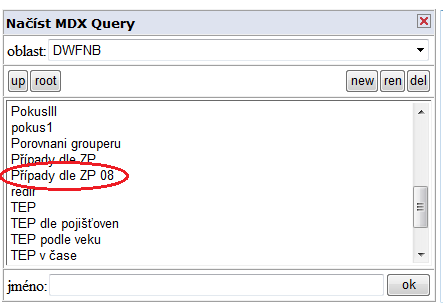 Načíst MDX Query
oblast: DWFNB
up root new ren del
PokusIII
pokus1
Porovnani grouperu
Případy dle ZP
Případy dle ZP 08
redil
TEP
TEP dle pojišťoven
TEP podle veku
TEP v čase
jméno: ok